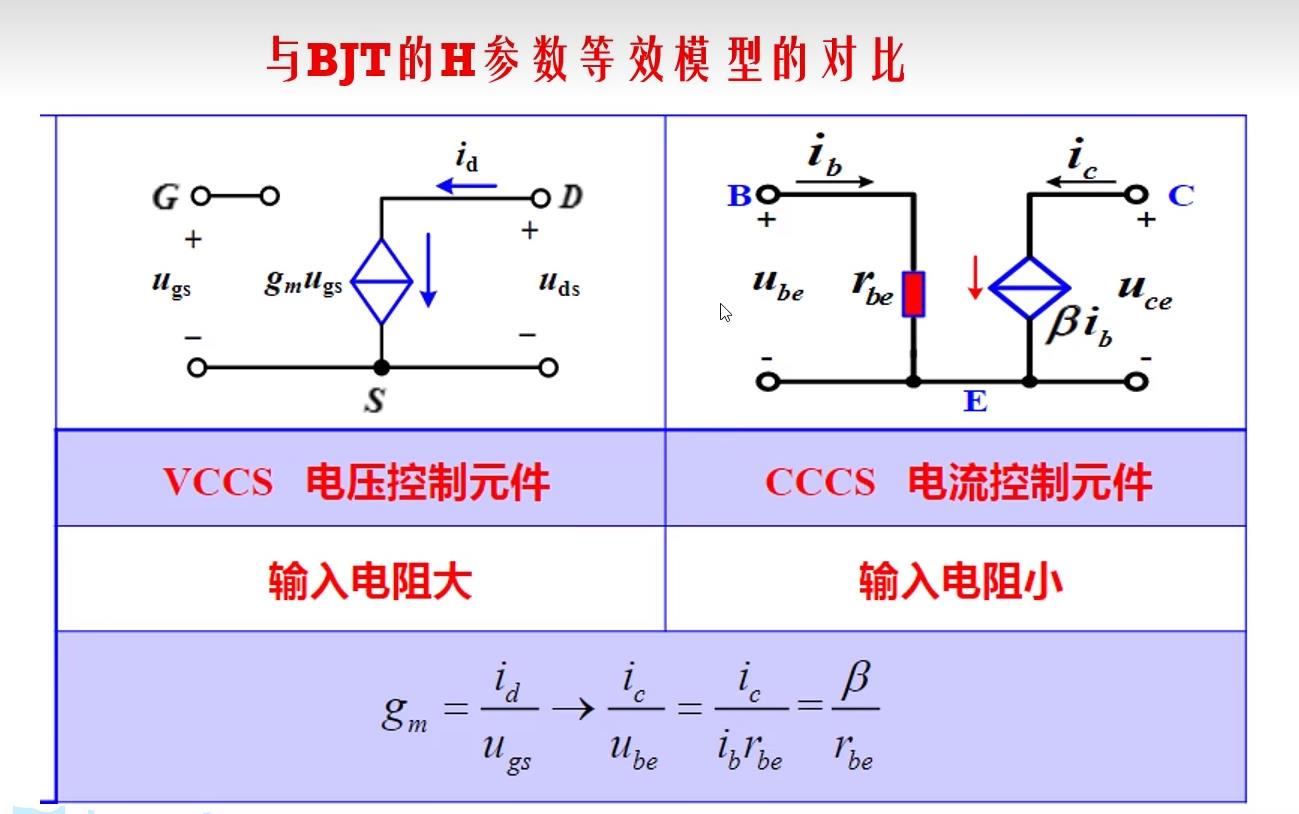 与BJT的H参数等效模型的对比
i_d
G
D
+
+
u_gs
g_m u_gs
u_ds
−
−
S
i_b
i_c
B
C
+
+
u_be
r_be
u_ce
βi_b
-
-
E
VCCS 电压控制元件
CCCS 电流控制元件
输入电阻大
输入电阻小
g_m = i_d / u_gs → i_c / u_be = i_c / i_b r_be = β / r_be